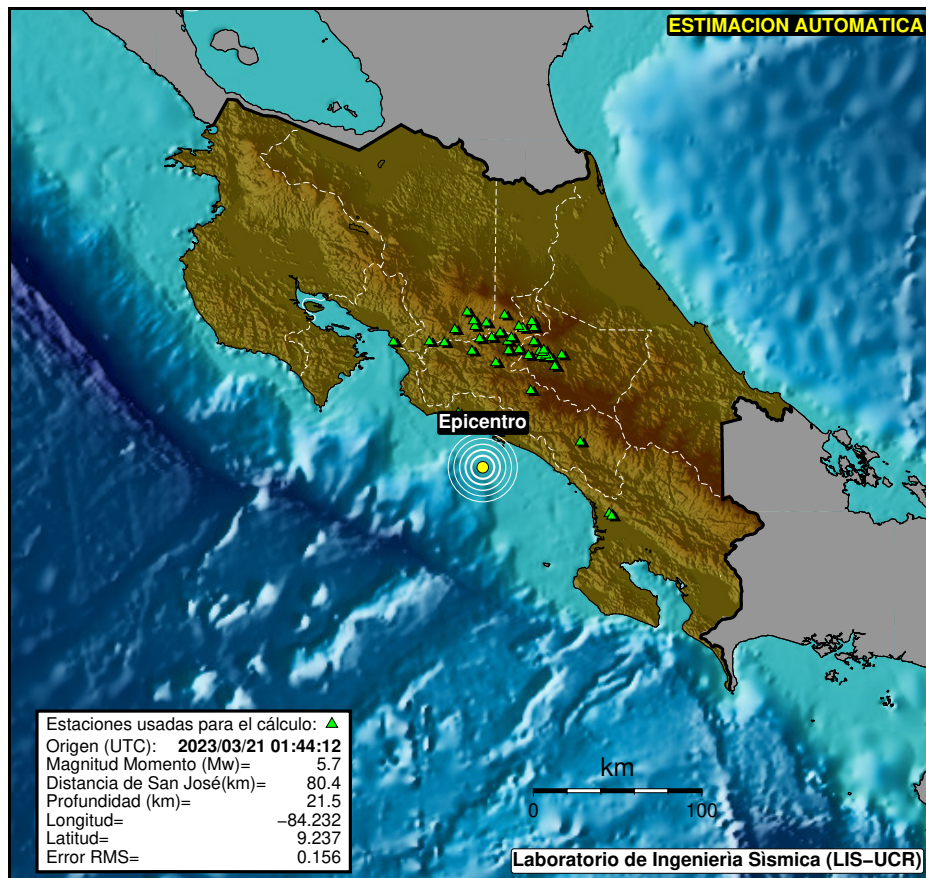 ESTIMACION AUTOMATICA
Epicentro
Estaciones usadas para el cálculo:
Origen (UTC): 2023/03/21 01:44:12
Magnitud Momento (Mw)= 5.7
Distancia de San José(km)= 80.4
Profundidad (km)= 21.5
Longitud= −84.232
Latitud= 9.237
Error RMS= 0.156
km
0 100
Laboratorio de Ingenierìa Sìsmica (LIS−UCR)